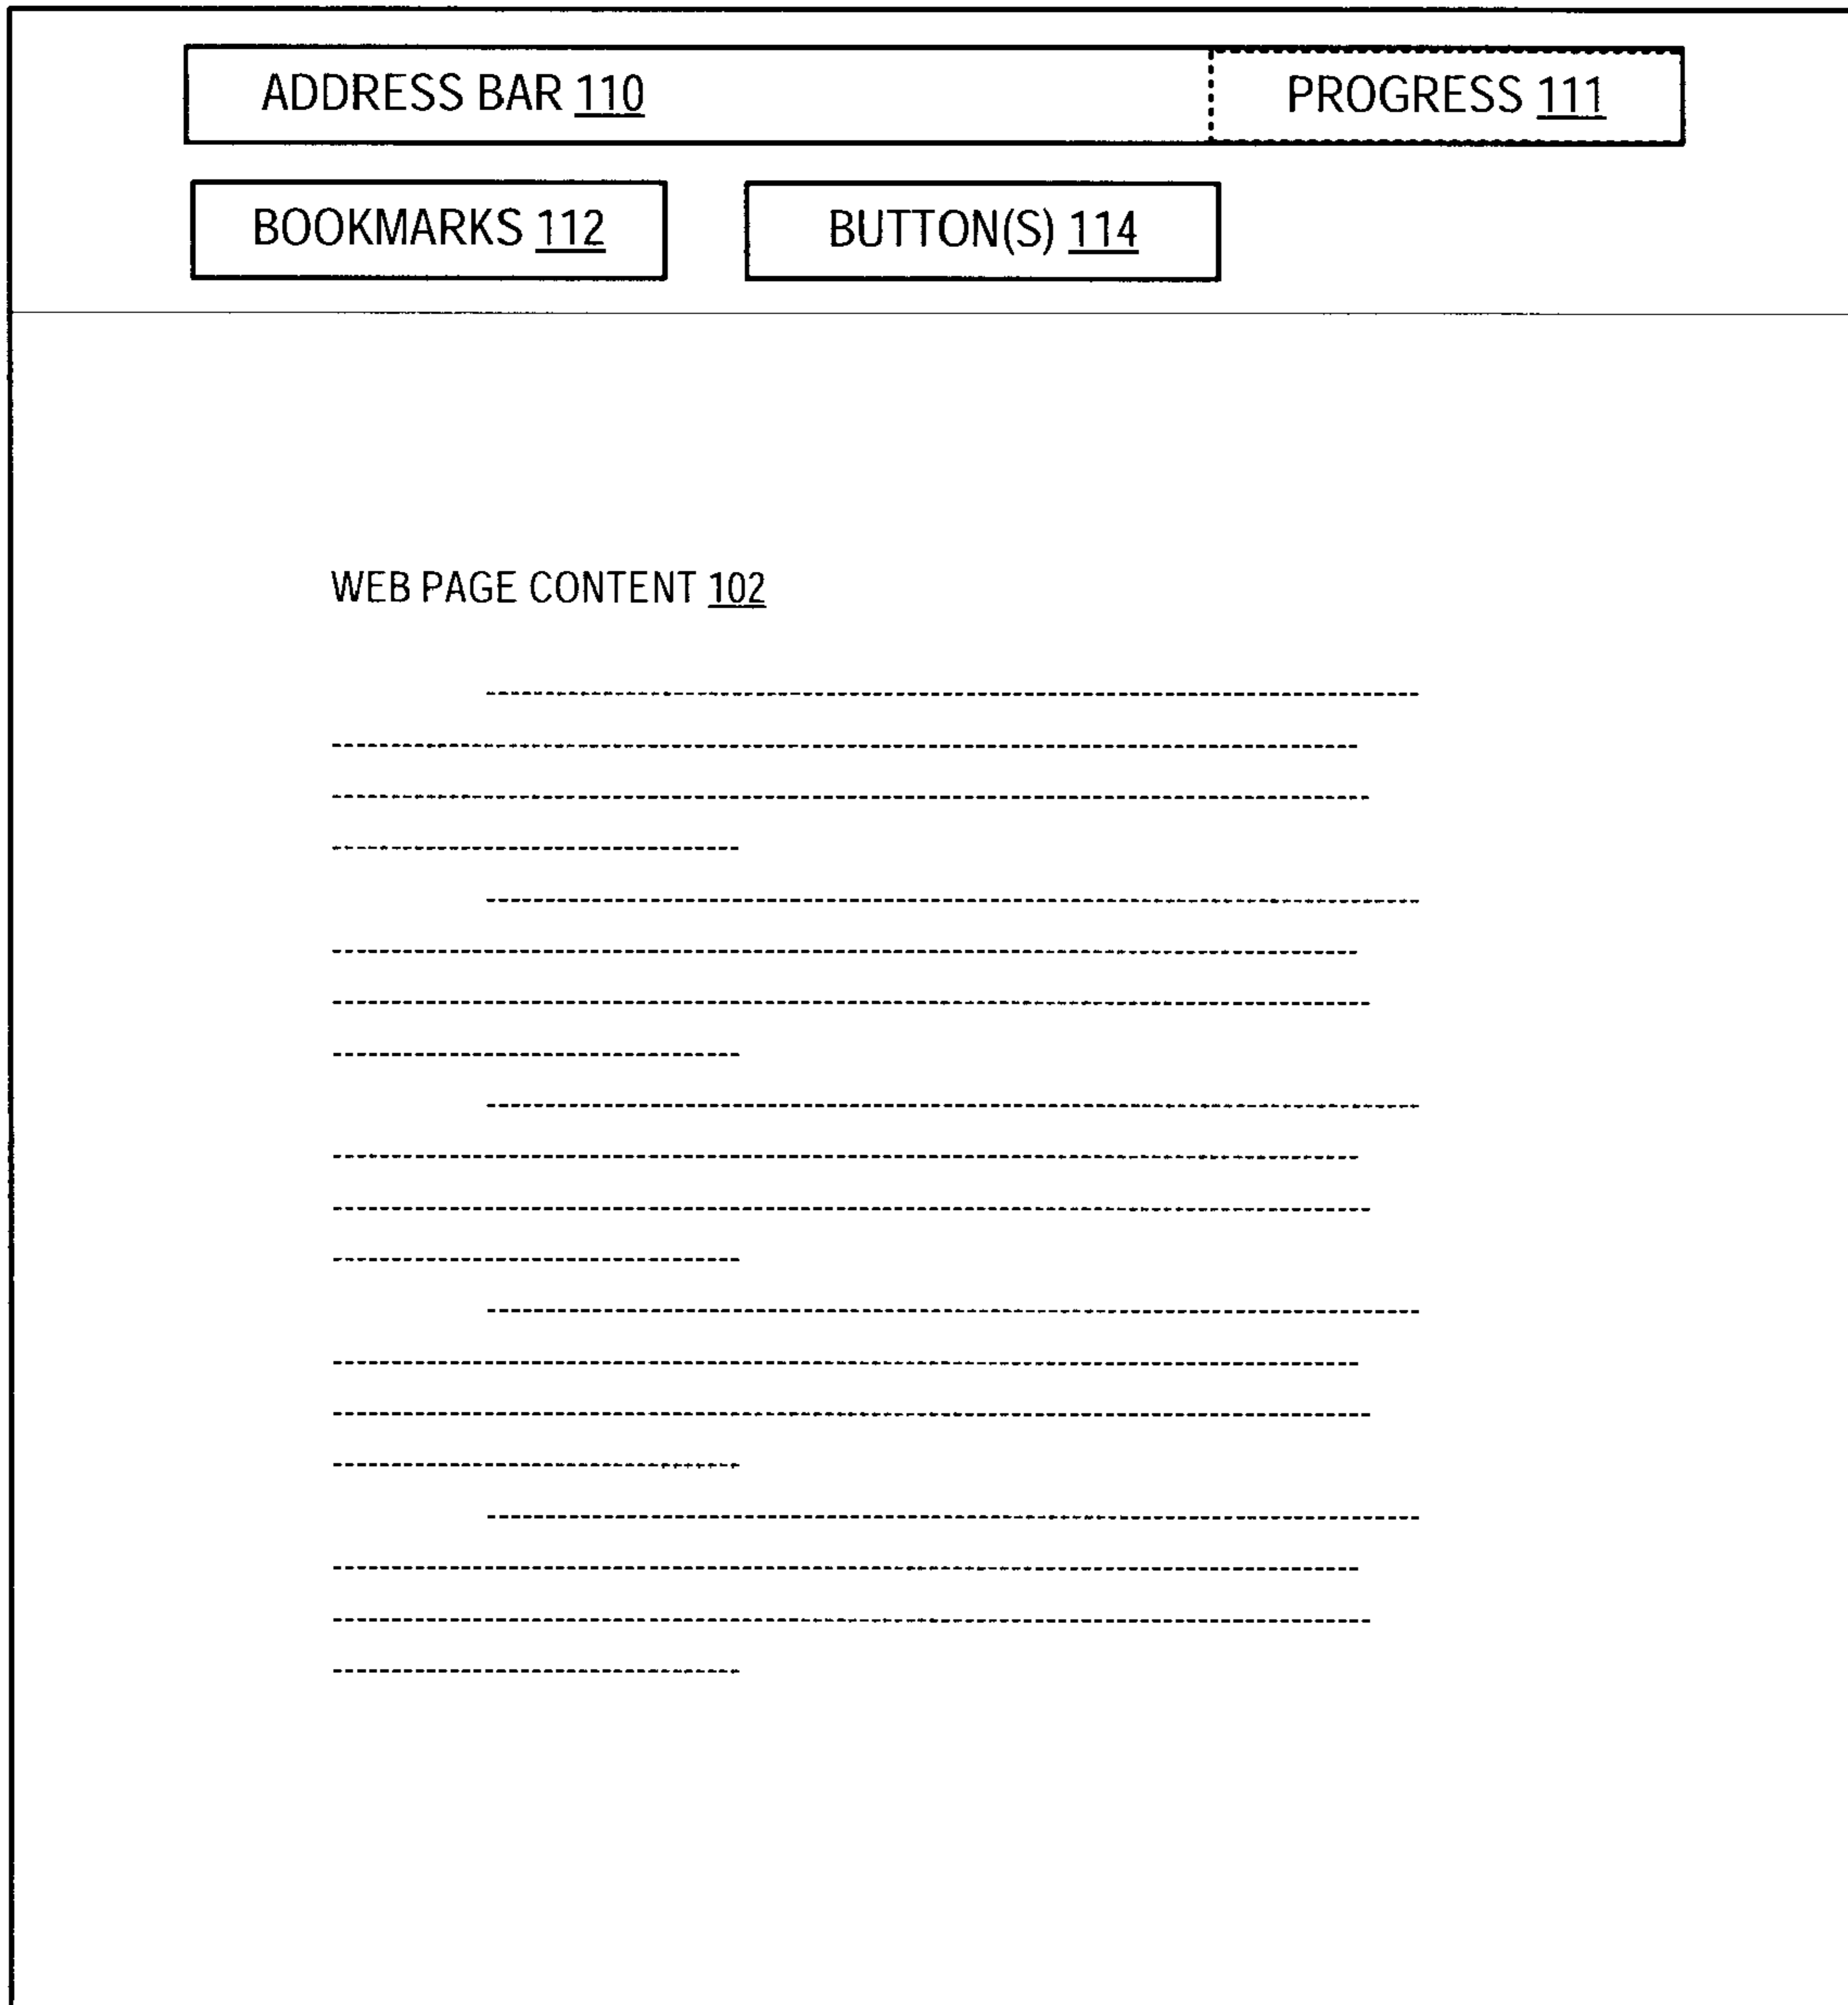 ADDRESS BAR 110 PROGRESS 111
BOOKMARKS 112 BUTTON(S) 114
WEB PAGE CONTENT 102